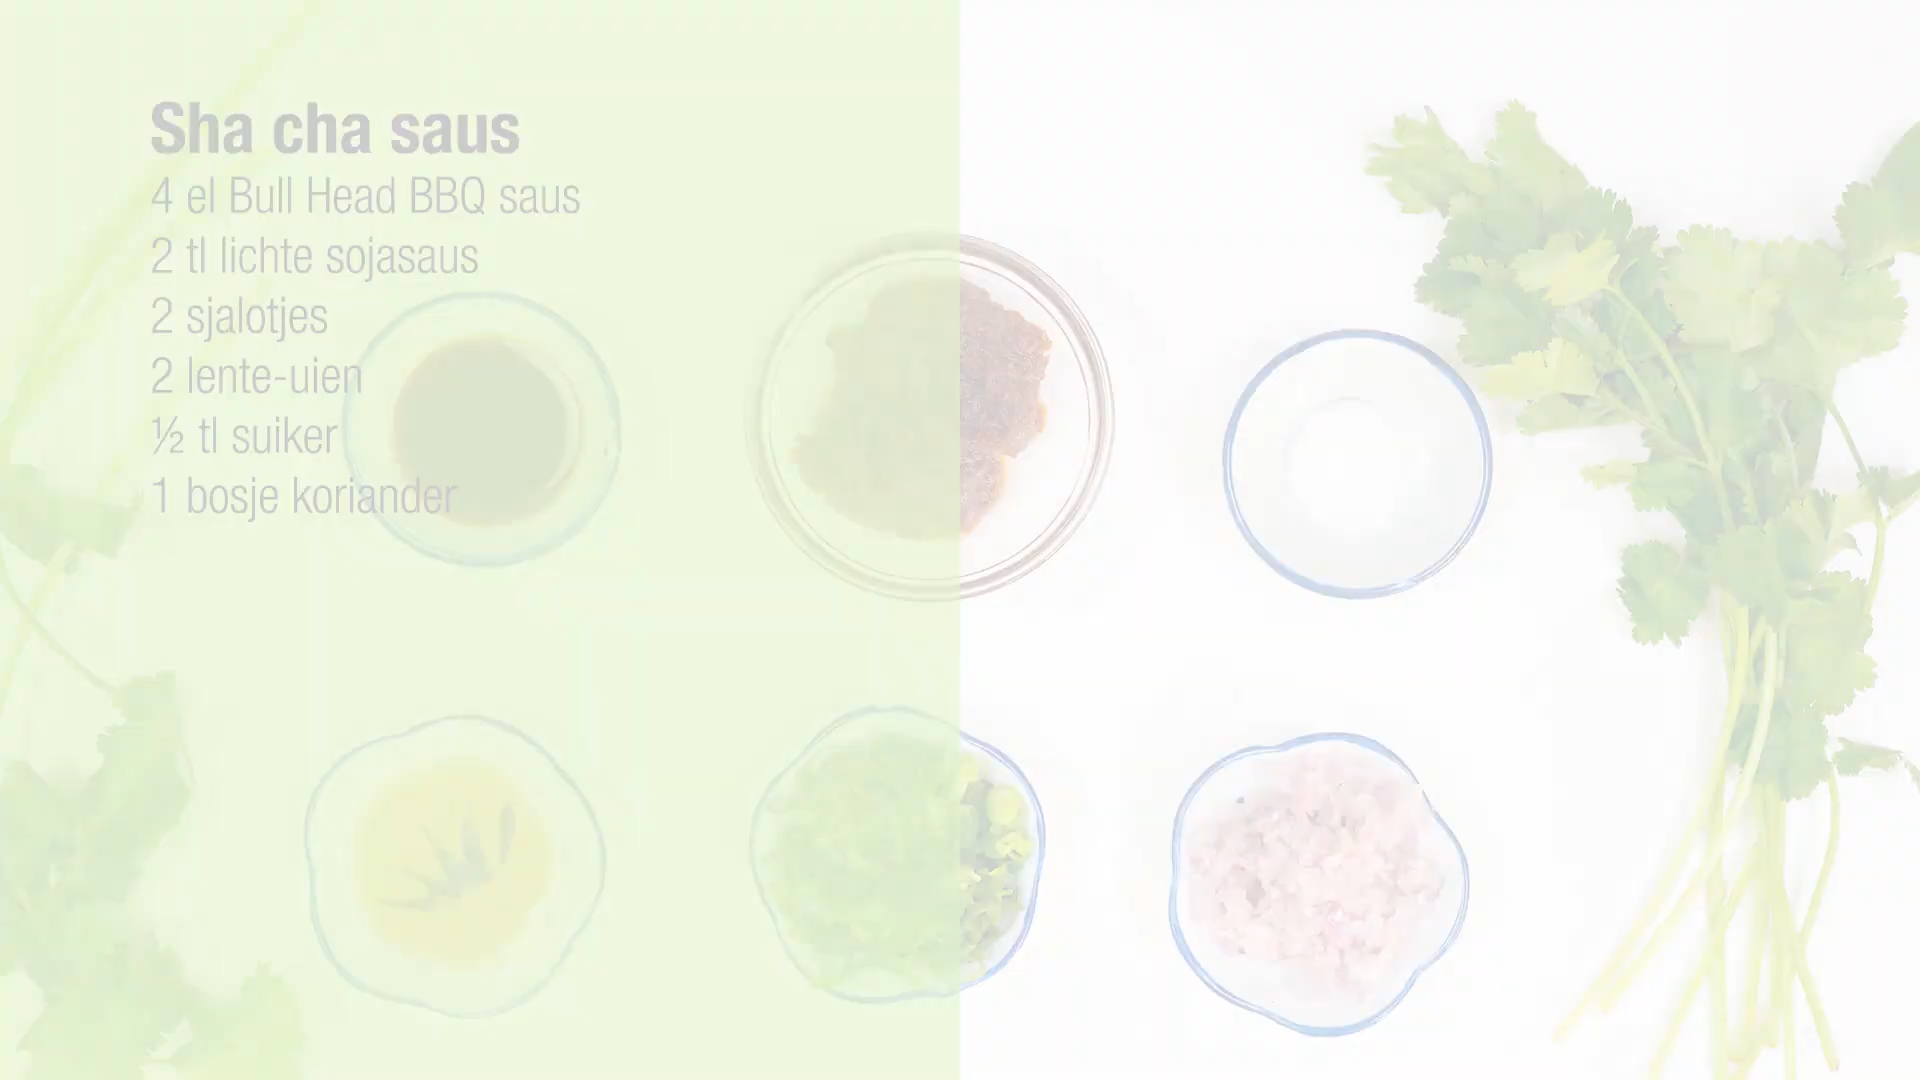 Sha cha saus
4 el Bull Head BBQ saus
2 tl lichte sojasaus
2 sjalotjes
2 lente-uien
½ tl suiker
1 bosje koriander